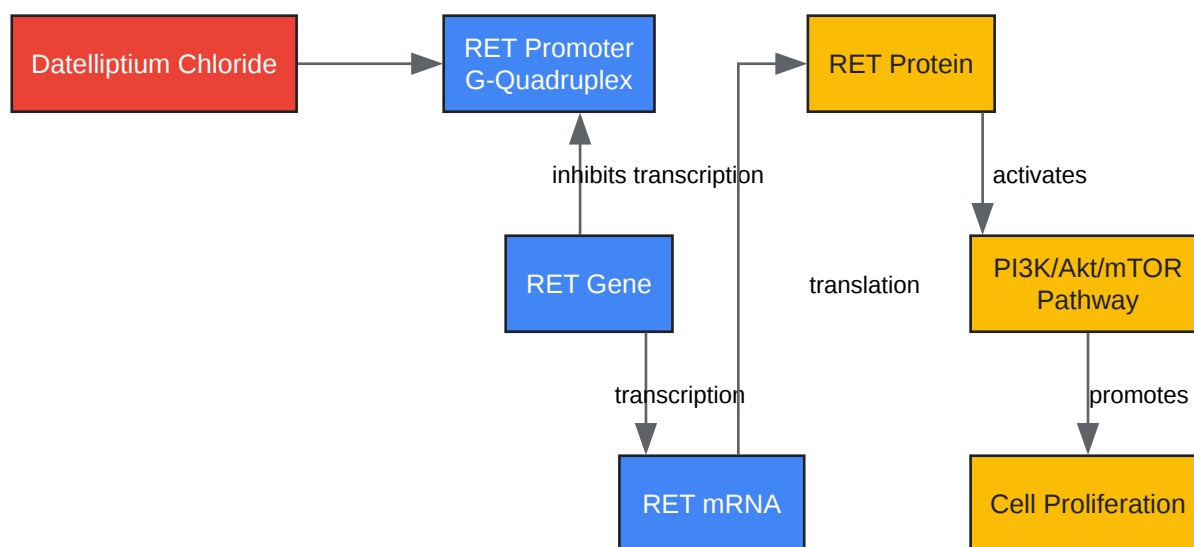 Datelliptium Chloride
RET Promoter
G-Quadruplex
RET Protein
inhibits transcription
activates
RET Gene
translation
PI3K/Akt/mTOR
Pathway
transcription
promotes
RET mRNA
Cell Proliferation